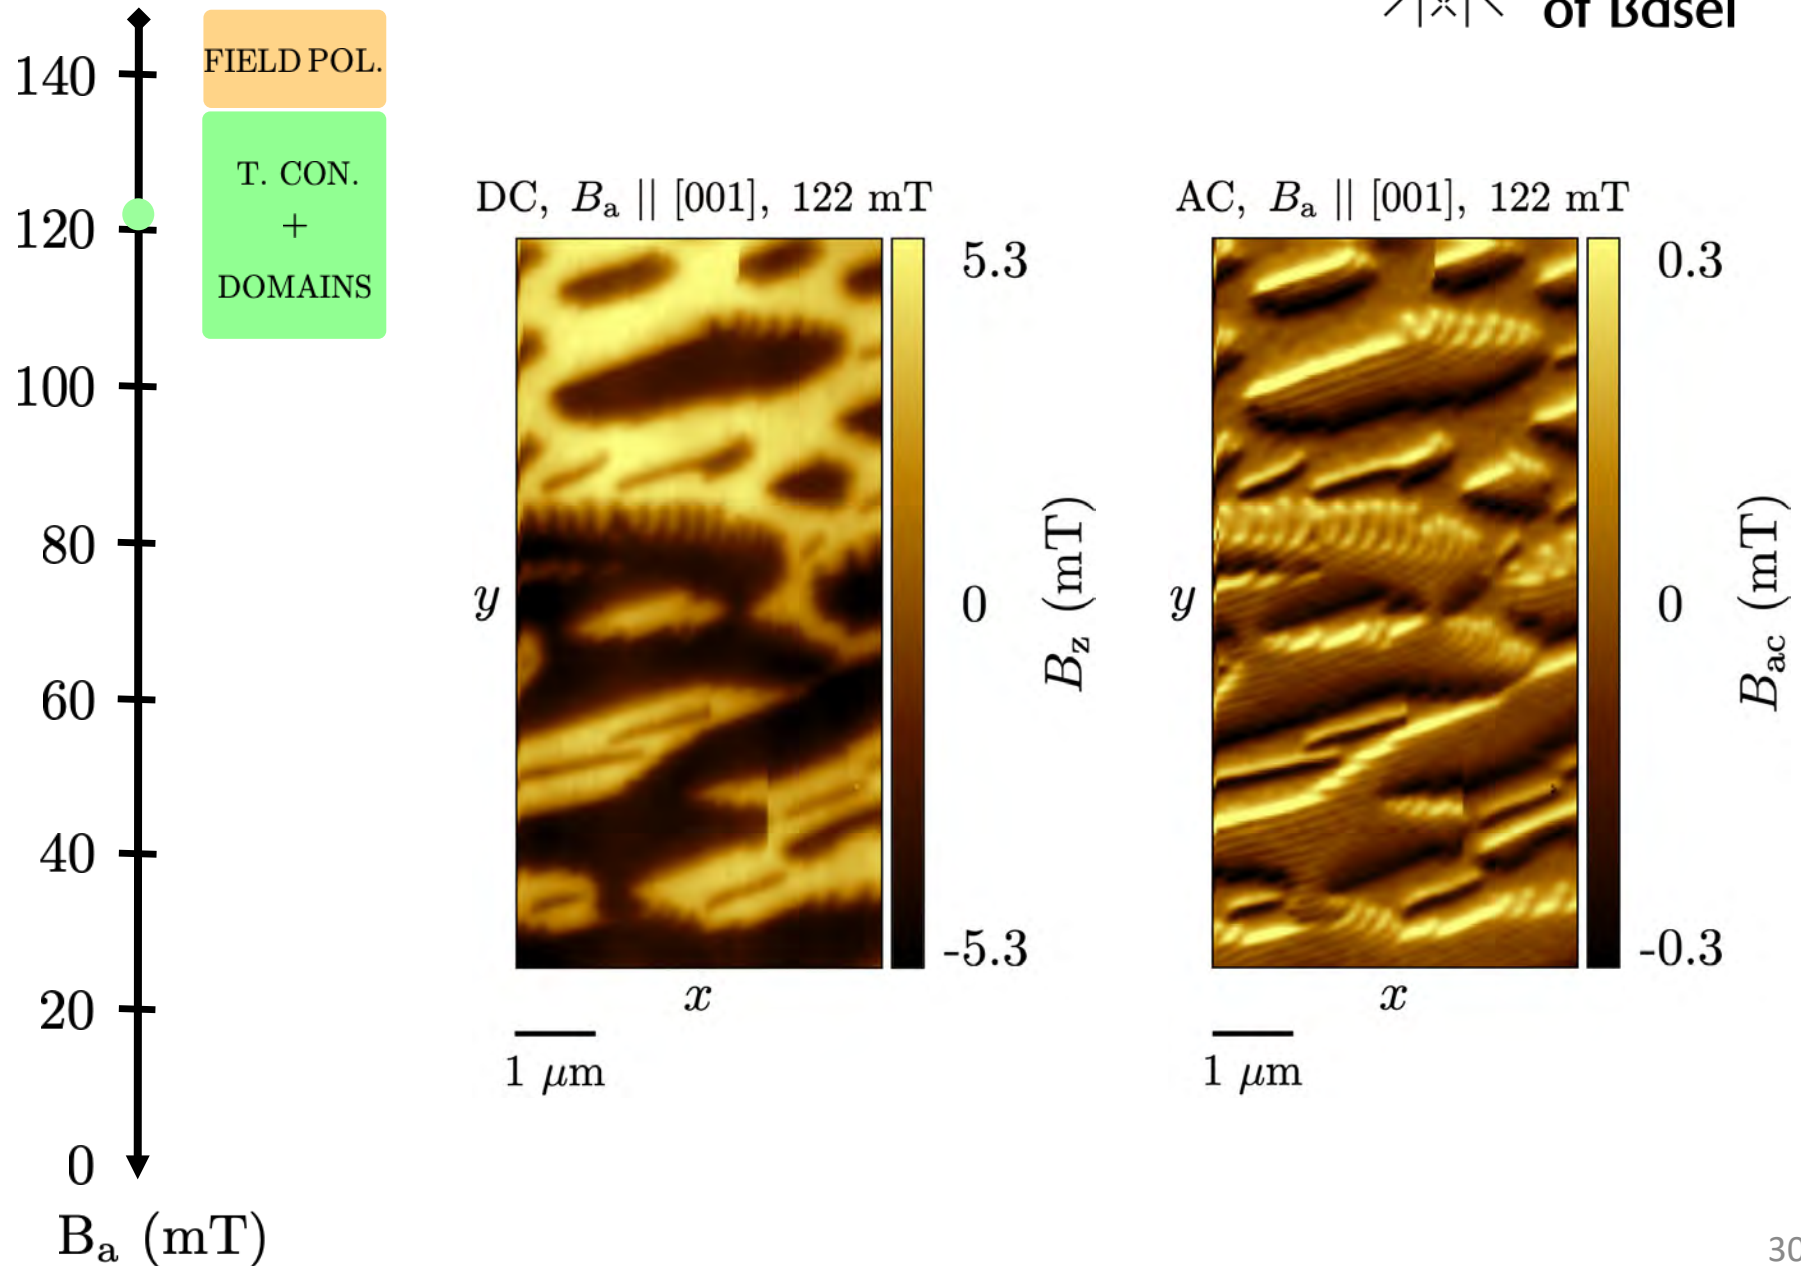 of Basel
140
120
100
80
60
40
20
0
Bₐ (mT)
FIELD POL.
T. CON.
+
DOMAINS
DC, Bₐ || [001], 122 mT
5.3
0
-5.3
B_z (mT)
y
x
1 μm
AC, Bₐ || [001], 122 mT
0.3
0
-0.3
B_ac (mT)
y
x
1 μm
30